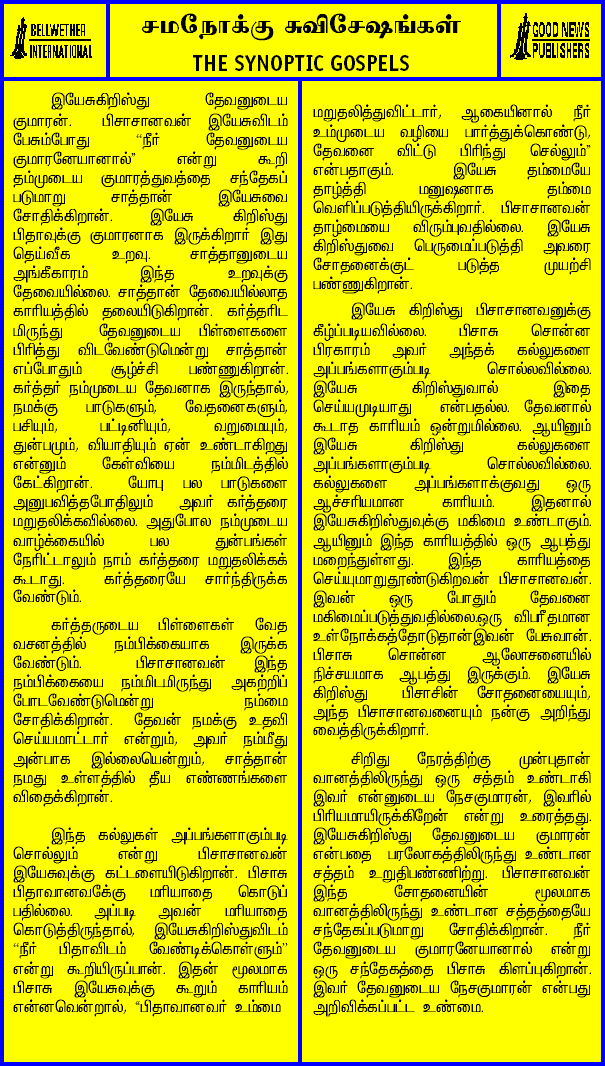 BELLWETHER
INTERNATIONAL
சமநோக்கு சுவிசேஷங்கள்
THE SYNOPTIC GOSPELS
GOOD NEWS
PUBLISHERS
இயேசுகிறிஸ்து தேவனுடைய
குமாரன். பிசாசானவன் இயேசுவிடம்
பேசும்போது “நீர் தேவனுடைய
குமாரனேயானால்” என்று கூறி
தம்முடைய குமாரத்துவத்தை சந்தேகப்
படுமாறு சாத்தான் இயேசுவை
சோதிக்கிறான். இயேசு கிறிஸ்து
பிதாவுக்கு குமாரனாக இருக்கிறார் இது
தெய்வீக உறவு. சாத்தானுடைய
அங்கீகாரம் இந்த உறவுக்கு
தேவையில்லை. சாத்தான் தேவையில்லாத
காரியத்தில் தலையிடுகிறான். கர்த்தரிட
மிருந்து தேவனுடைய பிள்ளைகளை
பிரித்து விடவேண்டுமென்று சாத்தான்
எப்போதும் சூழ்ச்சி பண்ணுகிறான்.
கர்த்தர் நம்முடைய தேவனாக இருந்தால்,
நமக்கு பாடுகளும், வேதனைகளும்,
பசியும், பட்டினியும், வறுமையும்,
துன்பமும், வியாதியும் ஏன் உண்டாகிறது
என்னும் கேள்வியை நம்மிடத்தில்
கேட்கிறான். யோபு பல பாடுகளை
அனுபவித்தபோதிலும் அவர் கர்த்தரை
மறுதலிக்கவில்லை. அதுபோல நம்முடைய
வாழ்க்கையில் பல துன்பங்கள்
நேரிட்டாலும் நாம் கர்த்தரை மறுதலிக்கக்
கூடாது. கர்த்தரையே சார்ந்திருக்க
வேண்டும்.
கர்த்தருடைய பிள்ளைகள் வேத
வசனத்தில் நம்பிக்கையாக இருக்க
வேண்டும். பிசாசானவன் இந்த
நம்பிக்கையை நம்மிடமிருந்து அகற்றிப்
போடவேண்டுமென்று நம்மை
சோதிக்கிறான். தேவன் நமக்கு உதவி
செய்யமாட்டார் என்றும், அவர் நம்மீது
அன்பாக இல்லையென்றும், சாத்தான்
நமது உள்ளத்தில் தீய எண்ணங்களை
விதைக்கிறான்.
இந்த கல்லுகள் அப்பங்களாகும்படி
சொல்லும் என்று பிசாசானவன்
இயேசுவுக்கு கட்டளையிடுகிறான். பிசாசு
பிதாவானவகேுக்கு மரியாதை கொடுப்
பதில்லை. அப்படி அவன் மரியாதை
கொடுத்திருந்தால், இயேசுகிறிஸ்துவிடம்
“நீர் பிதாவிடம் வேண்டிக்கொள்ளும்”
என்று கூறியிருப்பான். இதன் மூலமாக
பிசாசு இயேசுவுக்கு கூறும் காரியம்
என்னவென்றால், “பிதாவானவர் உம்மை
மறுதலித்துவிட்டார், ஆகையினால் நீர்
உம்முடைய வழியை பார்த்துக்கொண்டு,
தேவனை விட்டு பிரிந்து செல்லும்”
என்பதாகும். இயேசு தம்மையே
தாழ்த்தி மனுஷனாக தம்மை
வெளிப்படுத்தியிருக்கிறார். பிசாசானவன்
தாழ்மையை விரும்புவதில்லை. இயேசு
கிறிஸ்துவை பெருமைப்படுத்தி அவரை
சோதனைக்குட் படுத்த முயற்சி
பண்ணுகிறான்.
இயேசு கிறிஸ்து பிசாசானவனுக்கு
கீழ்ப்படியவில்லை. பிசாசு சொன்ன
பிரகாரம் அவர் அந்தக் கல்லுகளை
அப்பங்களாகும்படி சொல்லவில்லை.
இயேசு கிறிஸ்துவால் இதை
செய்யமுடியாது என்பதல்ல. தேவனால்
கூடாத காரியம் ஒன்றுமில்லை. ஆயினும்
இயேசு கிறிஸ்து கல்லுகளை
அப்பங்களாகும்படி சொல்லவில்லை.
கல்லுகளை அப்பங்களாக்குவது ஒரு
ஆச்சரியமான காரியம். இதனால்
இயேசுகிறிஸ்துவுக்கு மகிமை உண்டாகும்.
ஆயினும் இந்த காரியத்தில் ஒரு ஆபத்து
மறைந்துள்ளது. இந்த காரியத்தை
செய்யுமாறுதூண்டுகிறவன் பிசாசானவன்.
இவன் ஒரு போதும் தேவனை
மகிமைப்படுத்துவதில்லை.ஒரு விபரீதமான
உள்நோக்கத்தோடுதான்இவன் பேசுவான்.
பிசாசு சொன்ன ஆலோசனையில்
நிச்சயமாக ஆபத்து இருக்கும். இயேசு
கிறிஸ்து பிசாசின் சோதனையையும்,
அந்த பிசாசானவனையும் நன்கு அறிந்து
வைத்திருக்கிறார்.
சிறிது நேரத்திற்கு முன்புதான்
வானத்திலிருந்து ஒரு சத்தம் உண்டாகி
இவர் என்னுடைய நேசகுமாரன், இவரில்
பிரியமாயிருக்கிறேன் என்று உரைத்தது.
இயேசுகிறிஸ்து தேவனுடைய குமாரன்
என்பதை பரலோகத்திலிருந்து உண்டான
சத்தம் உறுதிபண்ணிற்று. பிசாசானவன்
இந்த சோதனையின் மூலமாக
வானத்திலிருந்து உண்டான சத்தத்தையே
சந்தேகப்படுமாறு சோதிக்கிறான். நீர்
தேவனுடைய குமாரனேயானால் என்று
ஒரு சந்தேகத்தை பிசாசு கிளப்புகிறான்.
இவர் தேவனுடைய நேசகுமாரன் என்பது
அறிவிக்கப்பட்ட உண்மை.